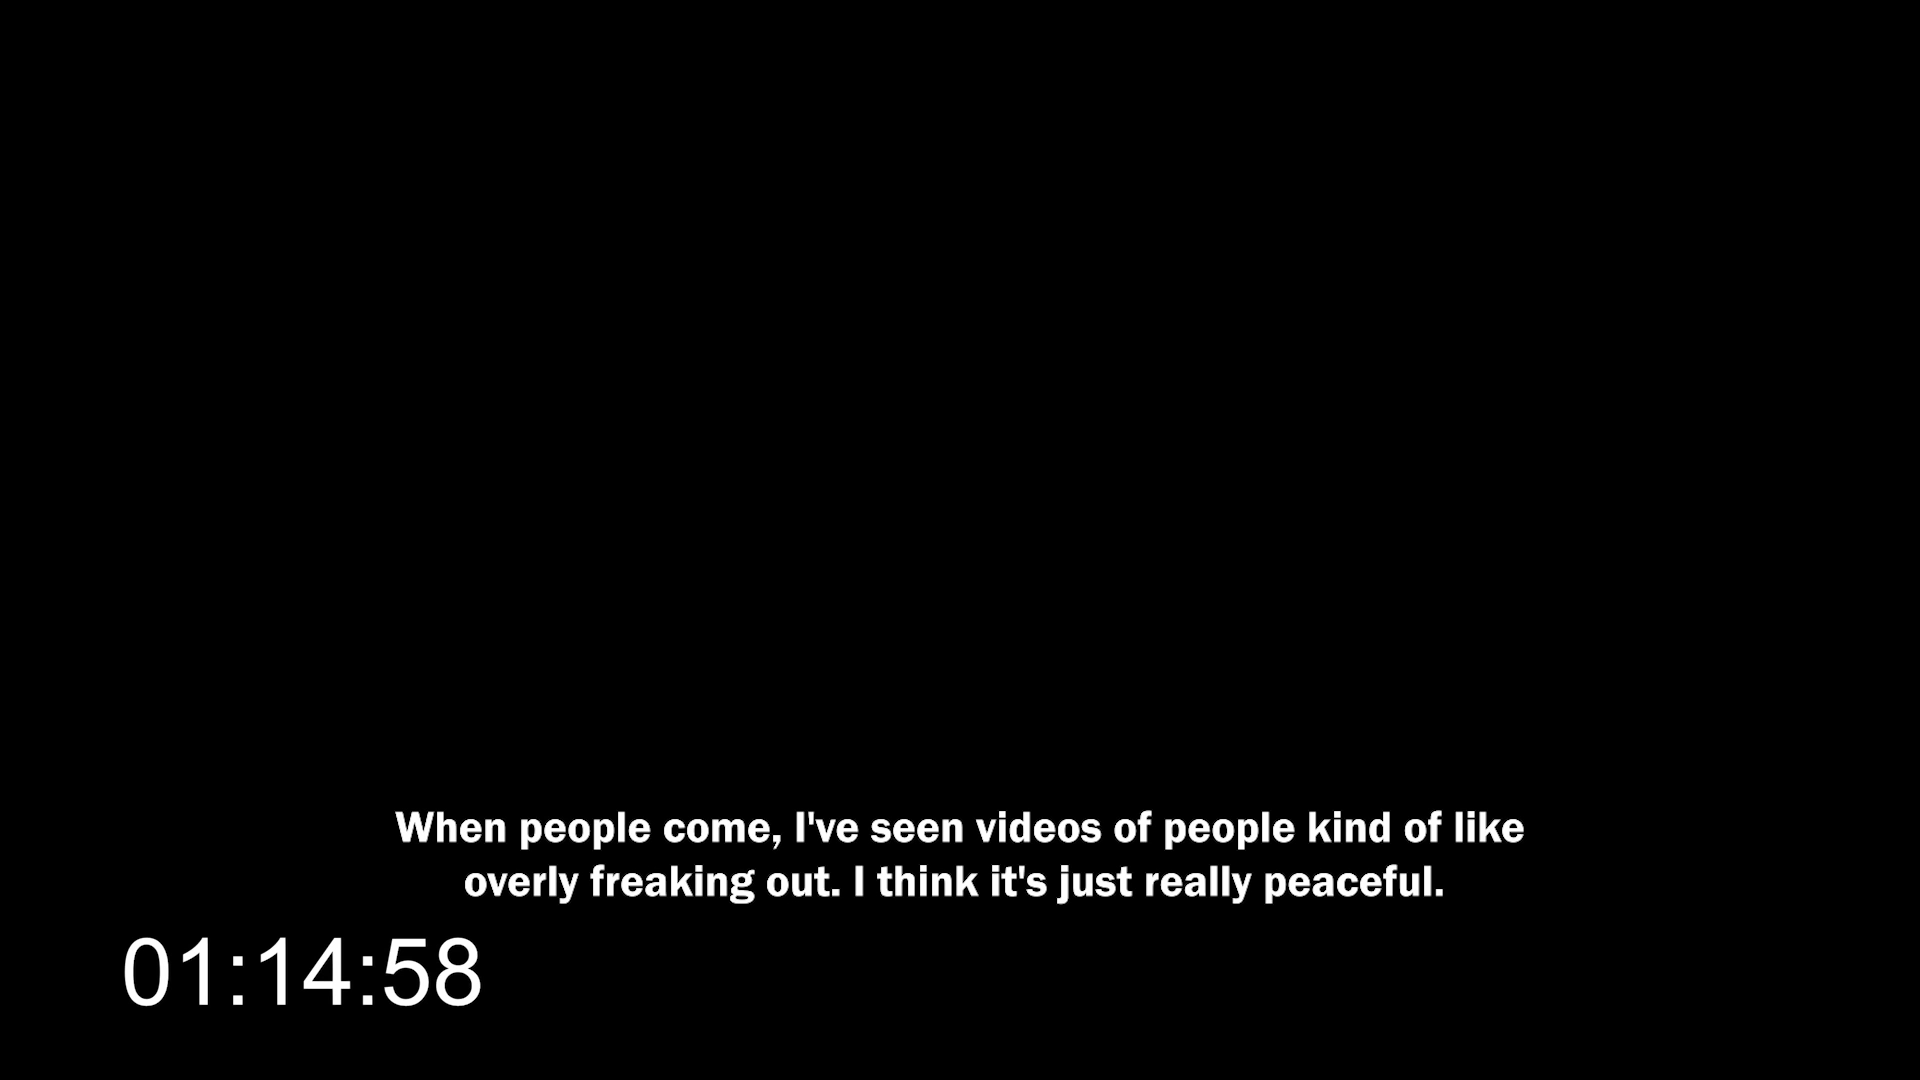 When people come, I've seen videos of people kind of like
overly freaking out. I think it's just really peaceful.
01:14:58